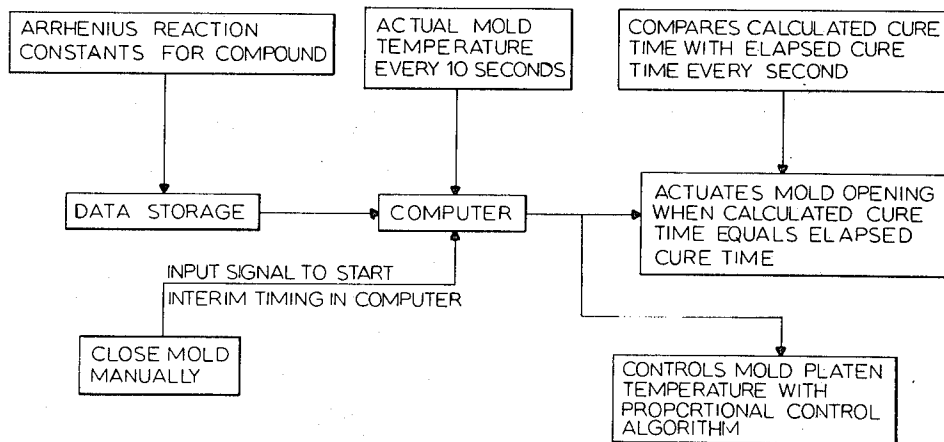 ARRHENIUS REACTION
CONSTANTS FOR COMPOUND
ACTUAL MOLD
TEMPERATURE
EVERY 10 SECONDS
COMPARES CALCULATED CURE
TIME WITH ELAPSED CURE
TIME EVERY SECOND
DATA STORAGE
COMPUTER
ACTUATES MOLD OPENING
WHEN CALCULATED CURE
TIME EQUALS ELAPSED
CURE TIME
INPUT SIGNAL TO START
INTERIM TIMING IN COMPUTER
CLOSE MOLD
MANUALLY
CONTROLS MOLD PLATEN
TEMPERATURE WITH
PROPORTIONAL CONTROL
ALGORITHM